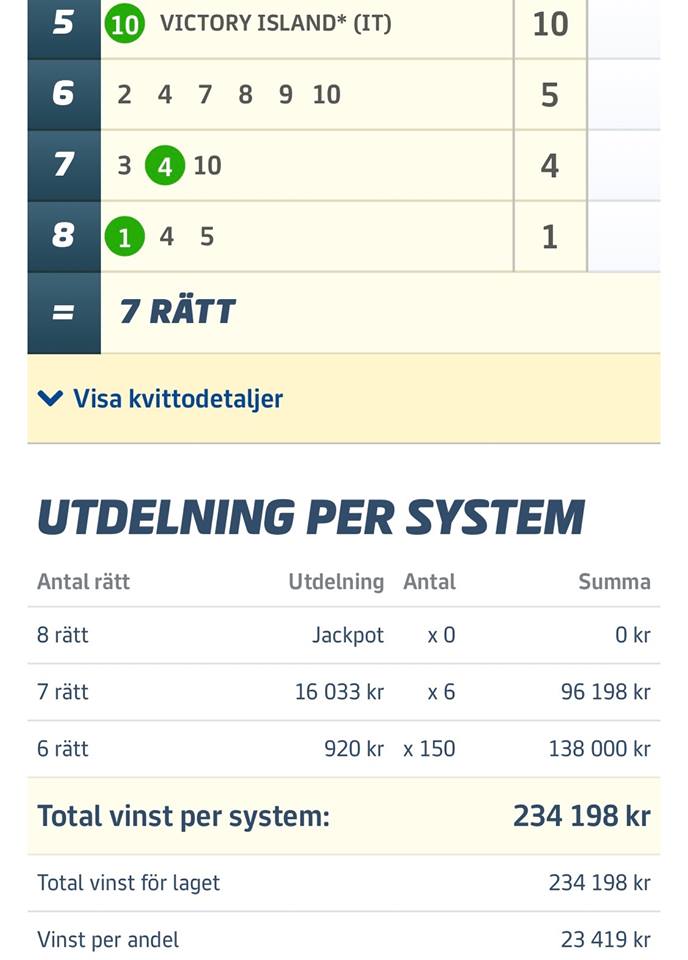 5 10 VICTORY ISLAND* (IT) 10
6 2 4 7 8 9 10 5
7 3 4 10 4
8 1 4 5 1
= 7 RÄTT
Visa kvittodetaljer
UTDELNING PER SYSTEM
Antal rätt Utdelning Antal Summa
8 rätt Jackpot x 0 0 kr
7 rätt 16 033 kr x 6 96 198 kr
6 rätt 920 kr x 150 138 000 kr
Total vinst per system: 234 198 kr
Total vinst för laget 234 198 kr
Vinst per andel 23 419 kr